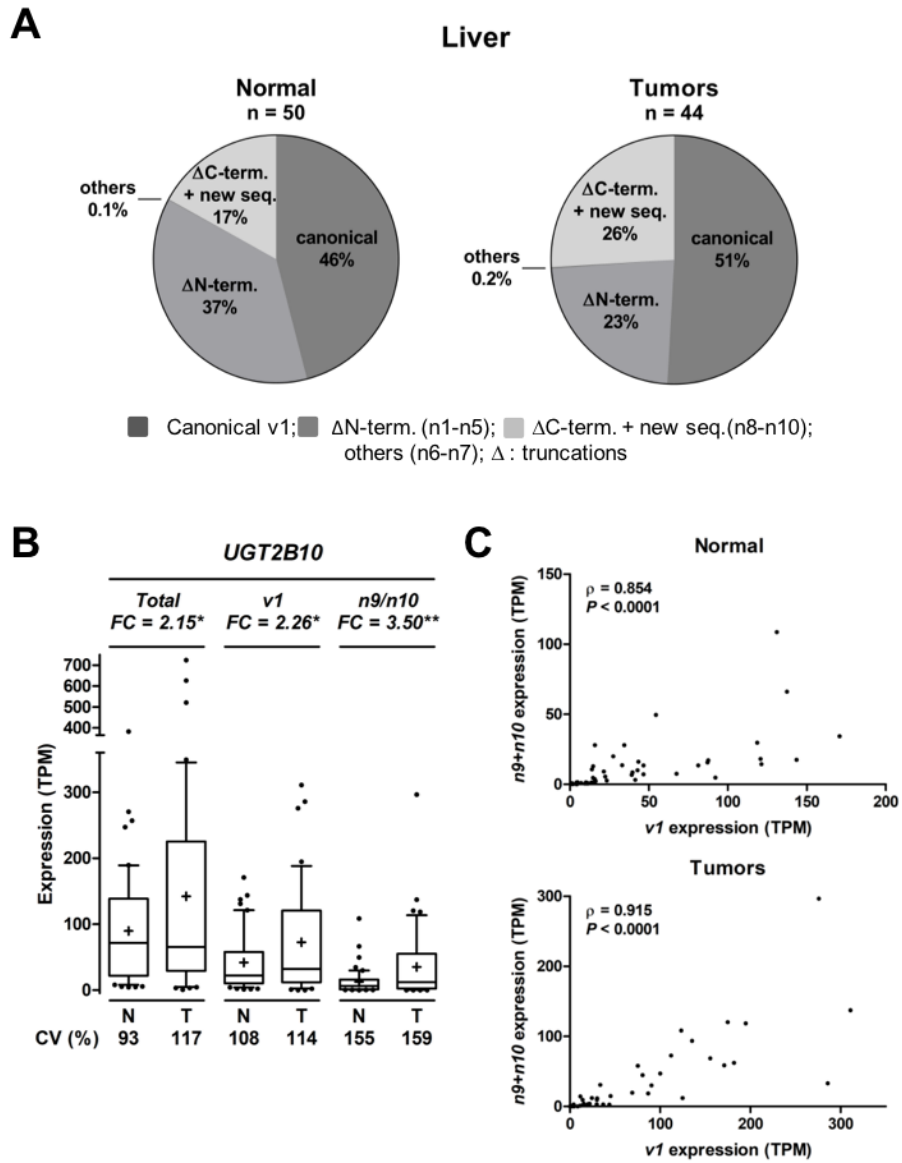 A
Liver
Normal
n = 50
Tumors
n = 44
ΔC-term.
+ new seq.
17%
others
0.1%
canonical
46%
ΔN-term.
37%
ΔC-term.
+ new seq.
26%
others
0.2%
canonical
51%
ΔN-term.
23%
Canonical v1; ΔN-term. (n1-n5); ΔC-term. + new seq.(n8-n10);
others (n6-n7); Δ : truncations
B
UGT2B10
Total
FC = 2.15*
v1
FC = 2.26*
n9/n10
FC = 3.50**
Expression (TPM)
700
600
500
400
300
200
100
0
N T N T N T
CV (%) 93 117 108 114 155 159
C
Normal
ρ = 0.854
P < 0.0001
n9+n10 expression (TPM)
150
100
50
0
0 50 100 150 200
v1 expression (TPM)
Tumors
ρ = 0.915
P < 0.0001
n9+n10 expression (TPM)
300
200
100
0
0 100 200 300
v1 expression (TPM)